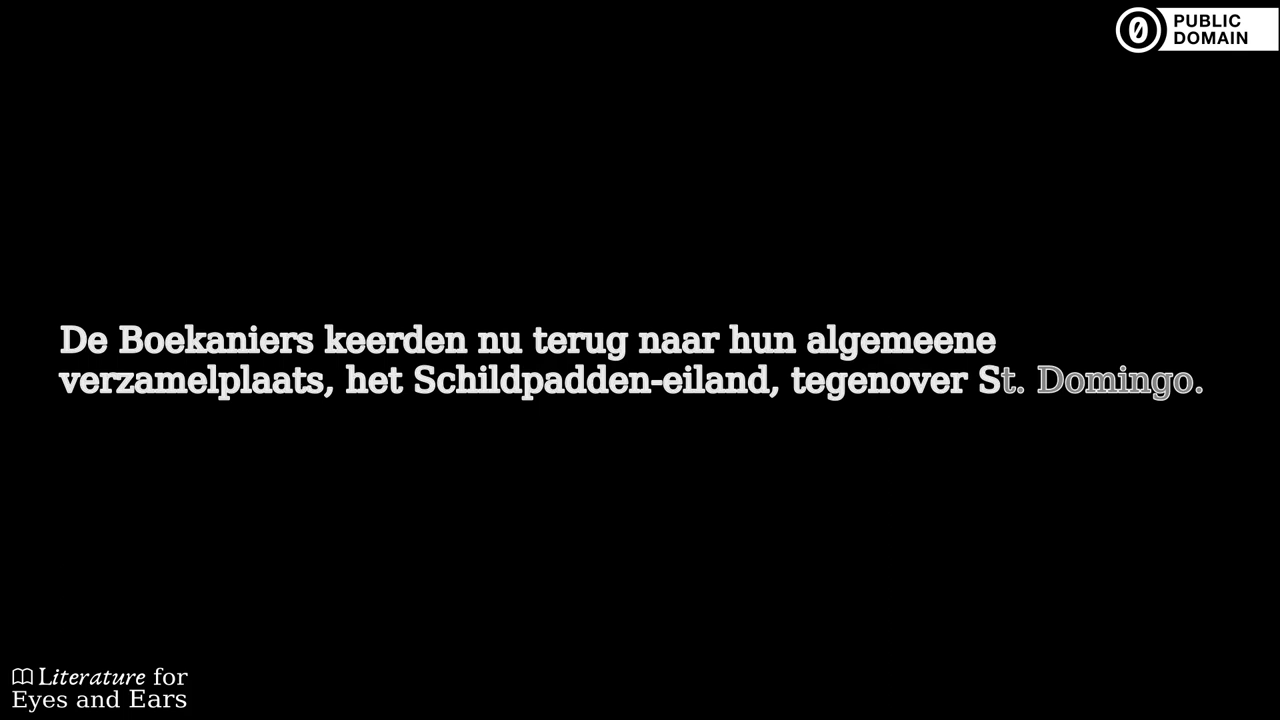 PUBLIC
DOMAIN
De Boekaniers keerden nu terug naar hun algemeene
verzamelplaats, het Schildpadden-eiland, tegenover St. Domingo.
Literature for
Eyes and Ears